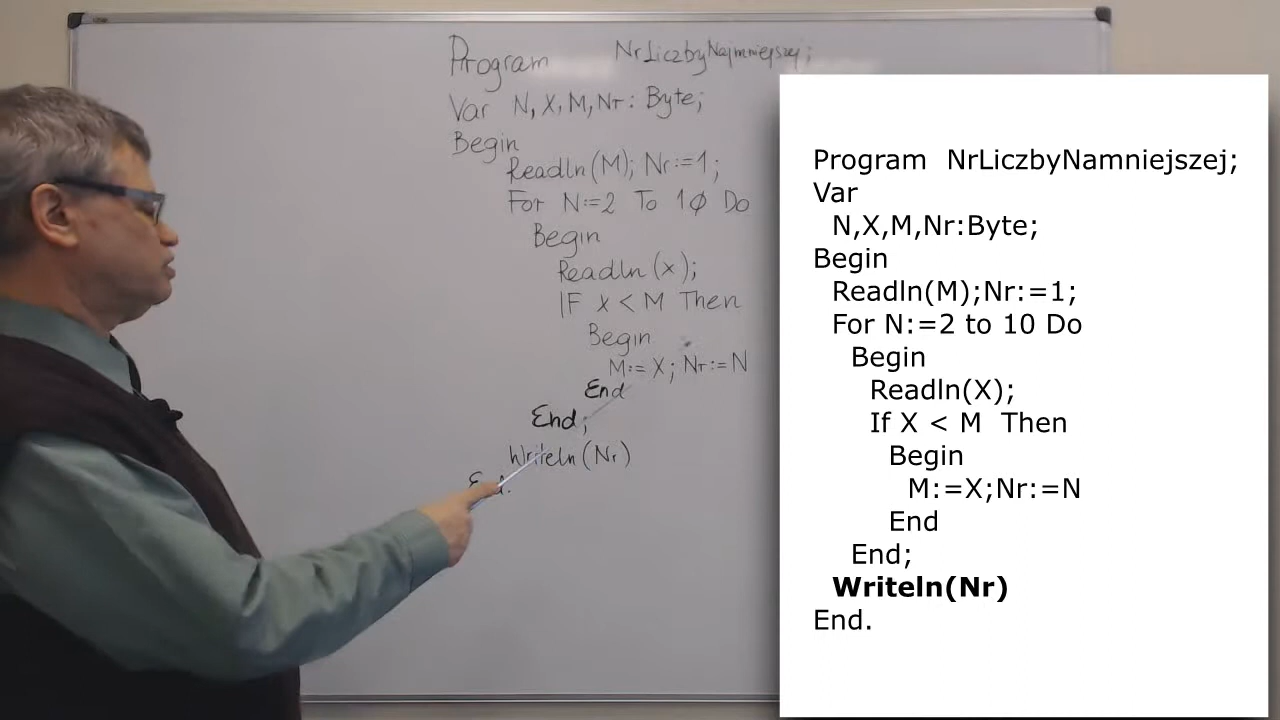 Program NrLiczbyNajmniejszej;
Var N, X, M, Nr: Byte;
Begin
Readln(M); Nr:=1;
For N:=2 To 10 Do
Begin
Readln(x);
IF x < M Then
Begin
M:= X; Nr:=N
End
End;
Writeln(Nr)
End.
Program NrLiczbyNamniejszej;
Var
N,X,M,Nr:Byte;
Begin
Readln(M);Nr:=1;
For N:=2 to 10 Do
Begin
Readln(X);
If X < M Then
Begin
M:=X;Nr:=N
End
End;
Writeln(Nr)
End.